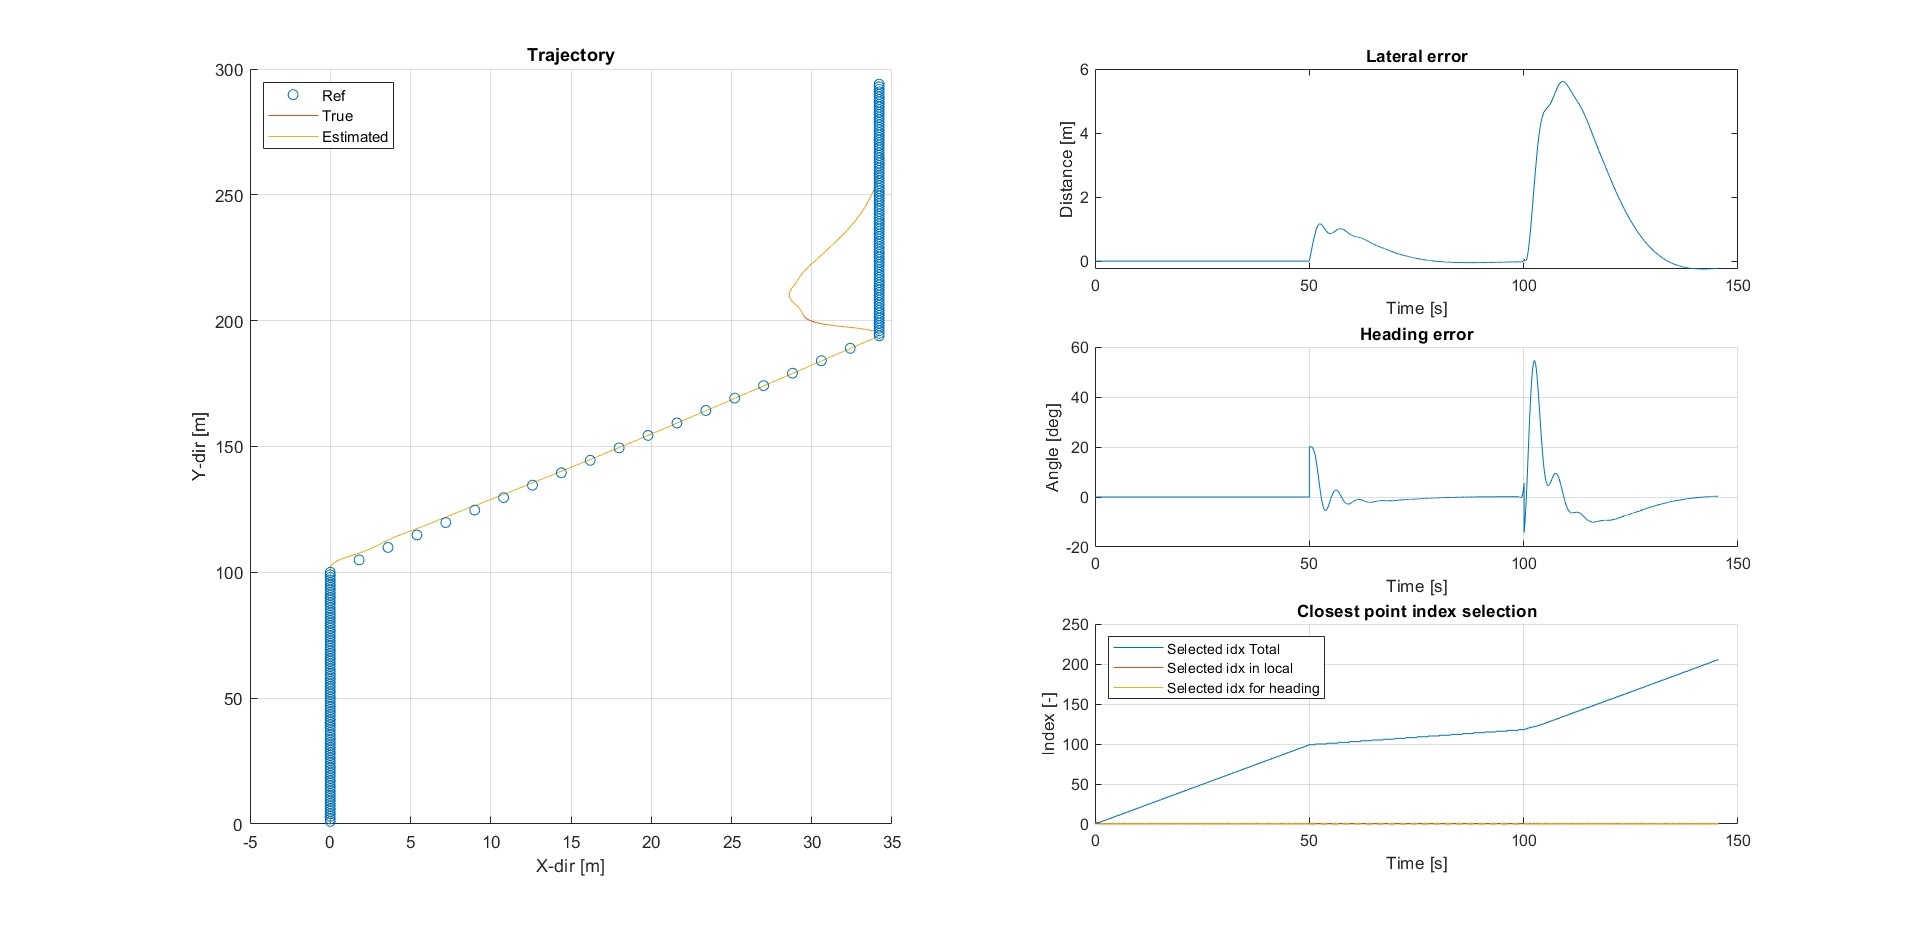 Trajectory
300
250
200
150
100
50
0
-5
0
5
10
15
20
25
30
35
Y-dir [m]
X-dir [m]
Ref
True
Estimated
Lateral error
6
4
2
0
0
50
100
150
Distance [m]
Time [s]
Heading error
60
40
20
0
-20
0
50
100
150
Angle [deg]
Time [s]
Closest point index selection
250
200
150
100
50
0
0
50
100
150
Index [-]
Time [s]
Selected idx Total
Selected idx in local
Selected idx for heading